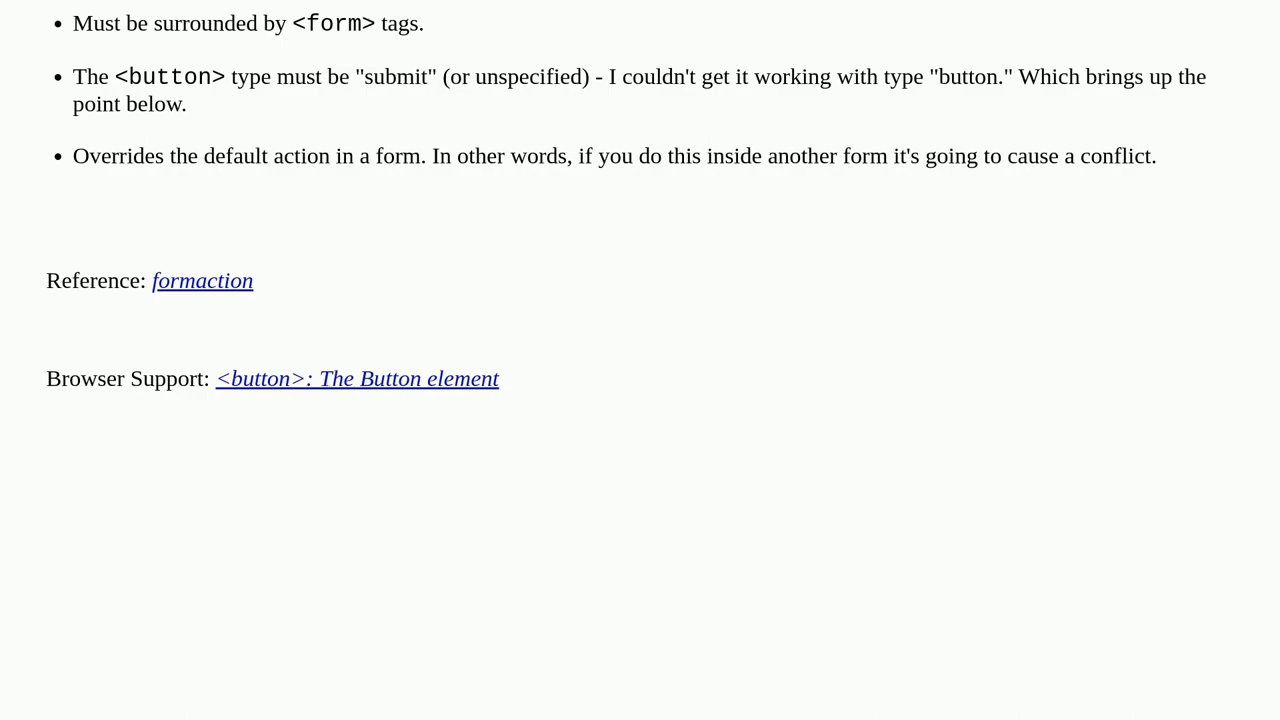 • Must be surrounded by <form> tags.
• The <button> type must be "submit" (or unspecified) - I couldn't get it working with type "button." Which brings up the
point below.
• Overrides the default action in a form. In other words, if you do this inside another form it's going to cause a conflict.
Reference: formaction
Browser Support: <button>: The Button element